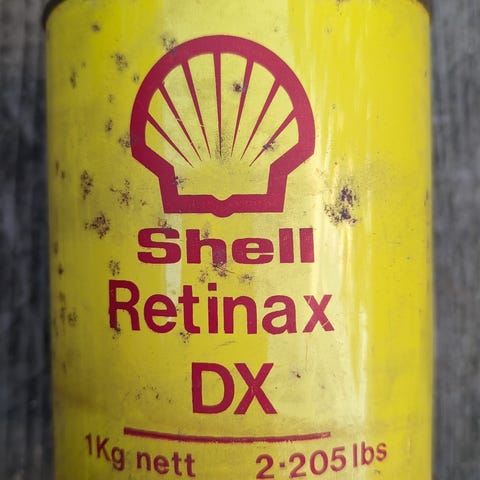 Shell
Retinax
DX
1Kg nett 2·205 lbs